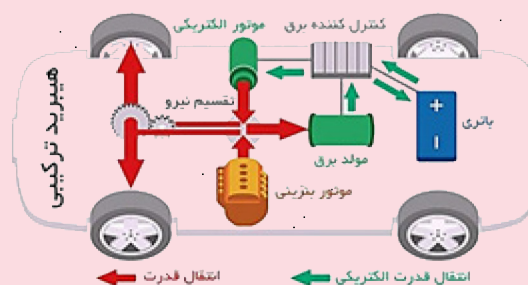 کنترل کننده برق
موتور الکتریکی
تقسیم نیرو
باتری
مولد برق
موتور بنزینی
هیبرید ترکیبی
انتقال قدرت الکتریکی
انتقال قدرت